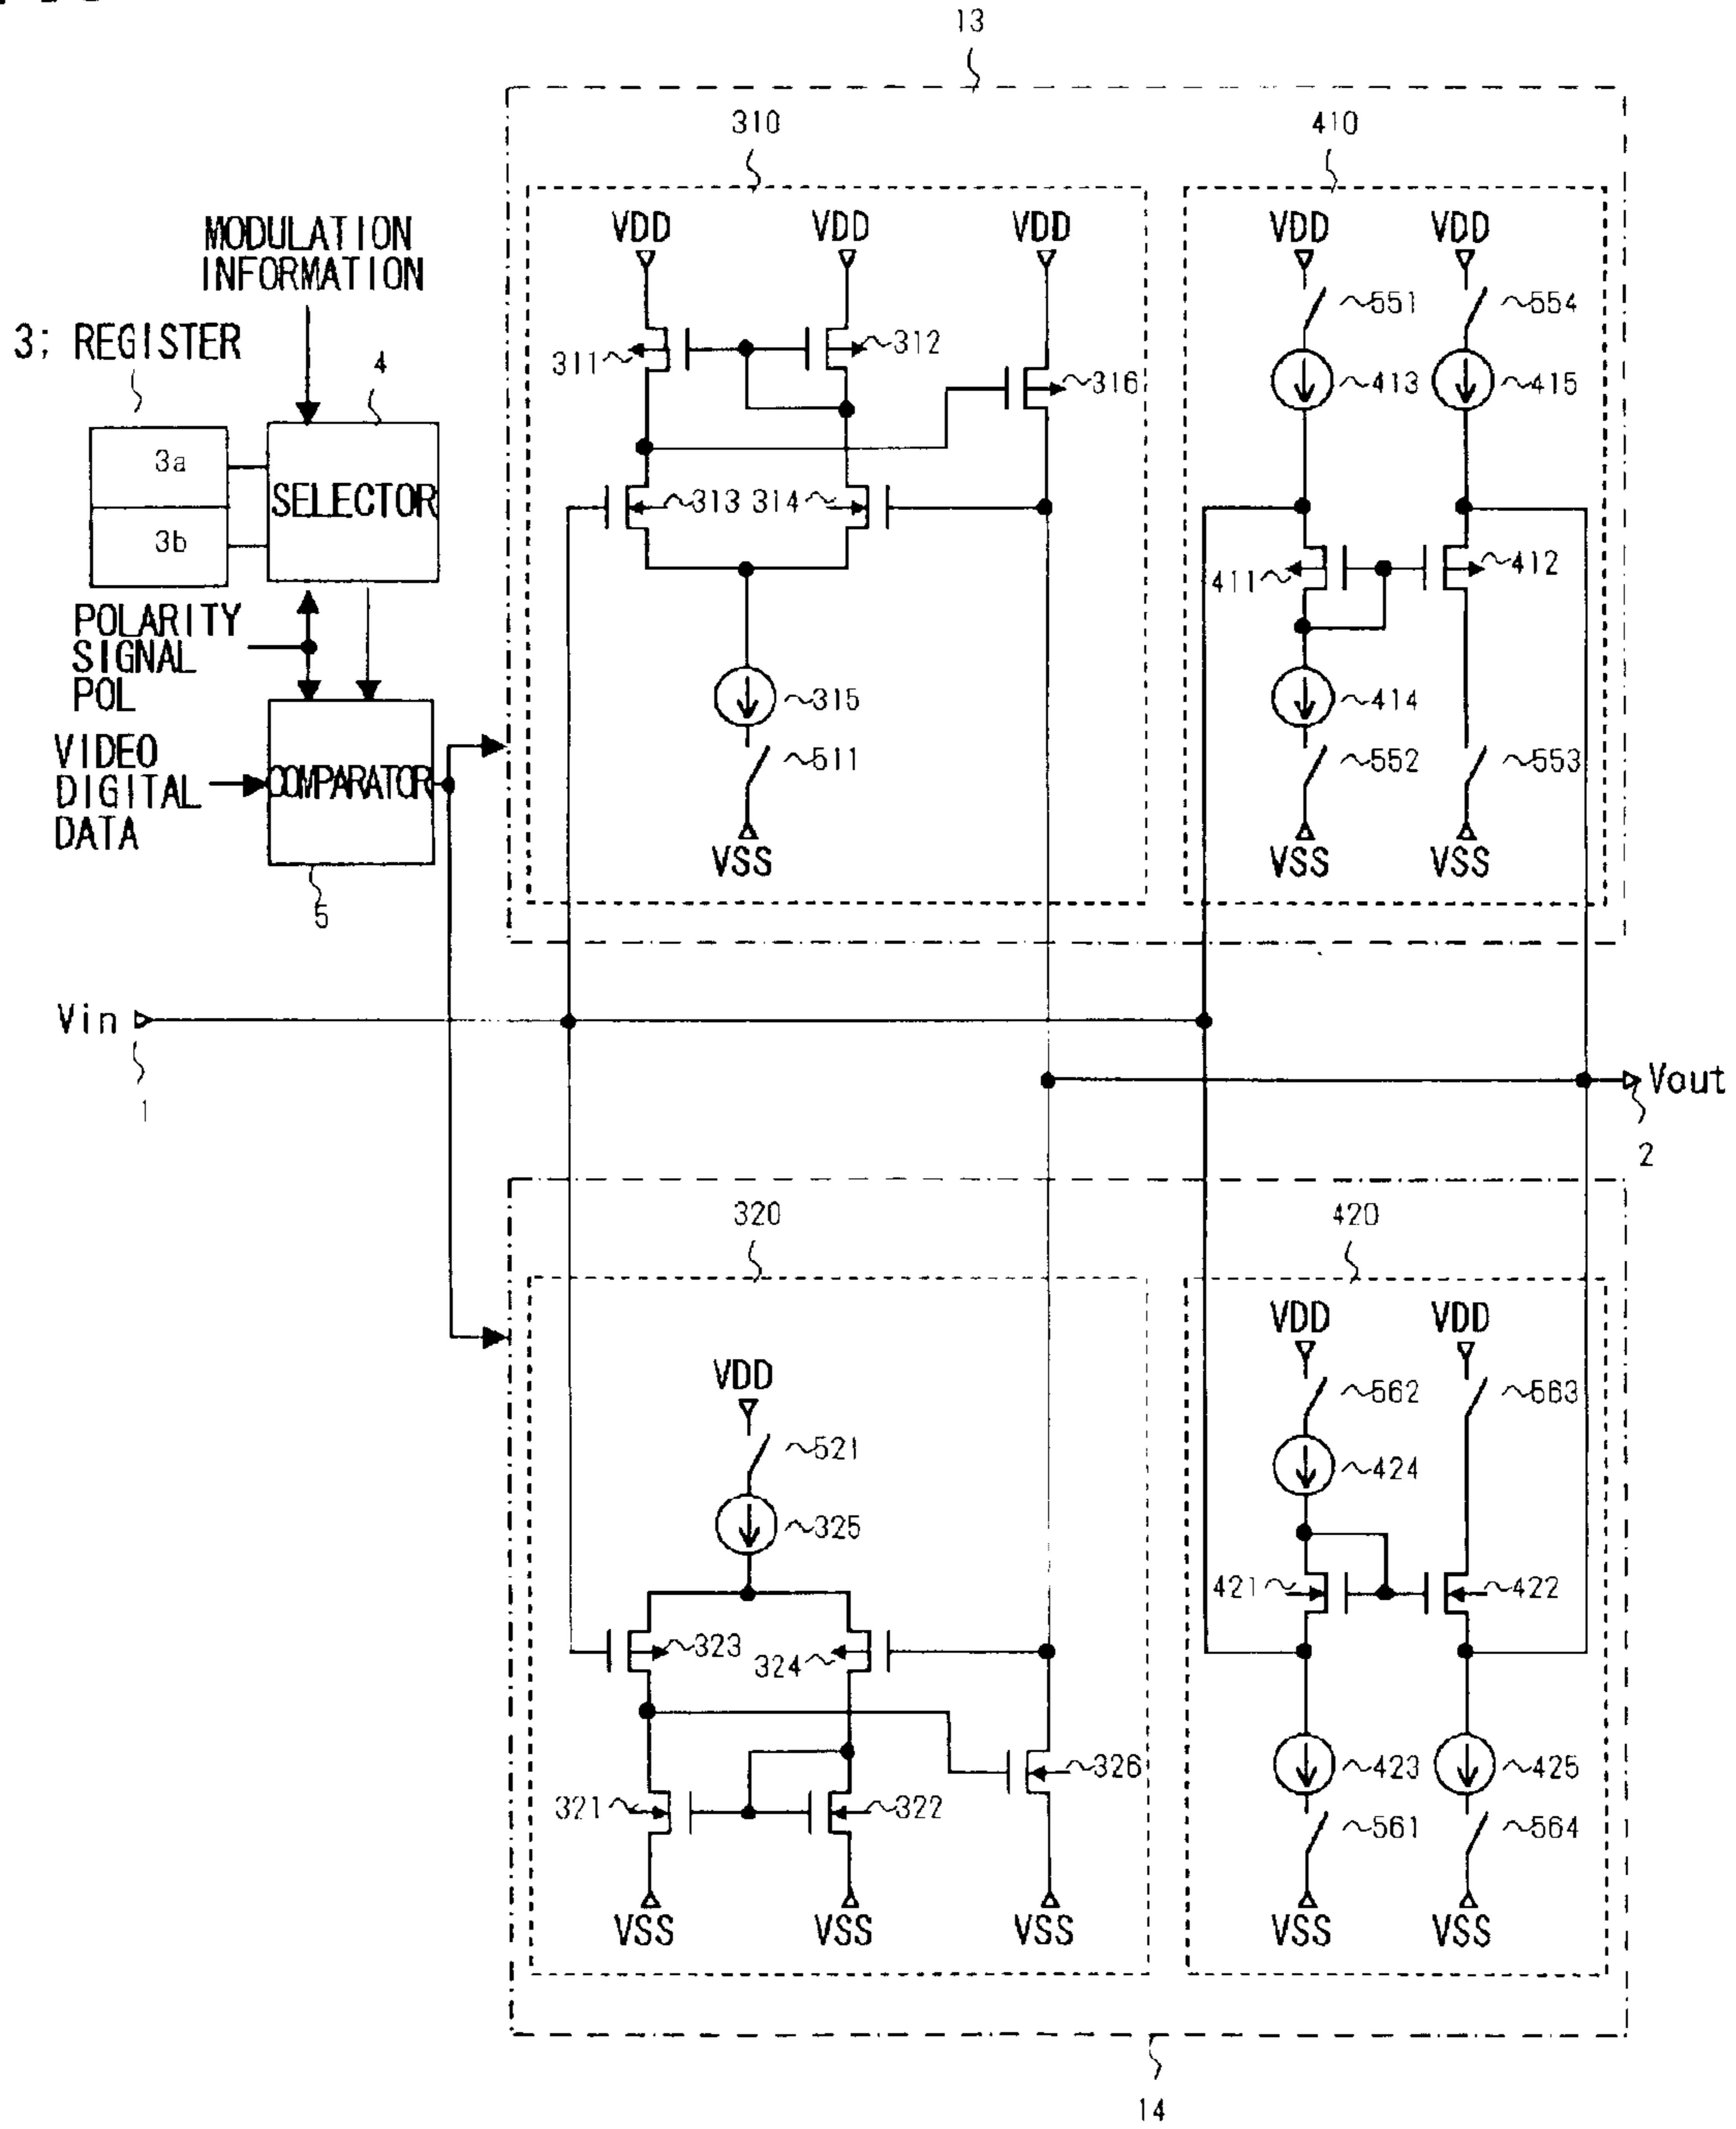 13
310
410
MODULATION
INFORMATION
3; REGISTER
4
3a
3b
SELECTOR
POLARITY
SIGNAL
POL
VIDEO
DIGITAL
DATA
COMPARATOR
5
VDD
VDD
VDD
311
312
316
313
314
315
511
VSS
VDD
VDD
551
554
413
415
411
412
414
552
553
VSS
VSS
Vin
1
Vout
2
320
420
VDD
521
325
323
324
326
321
322
VSS
VSS
VSS
VDD
VDD
562
563
424
421
422
423
425
561
564
VSS
VSS
14